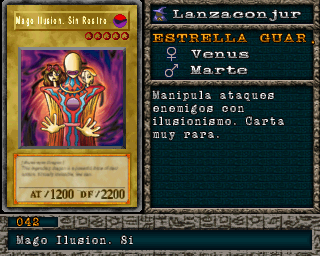 Mago Ilusion. Sin Rostro
AT/1200 DF/2200
Lanzaconjur
ESTRELLA GUAR.
♀ Venus
♂ Marte
Manipula ataques
enemigos con
ilusionismo. Carta
muy rara.
042
Mago Ilusion. Si